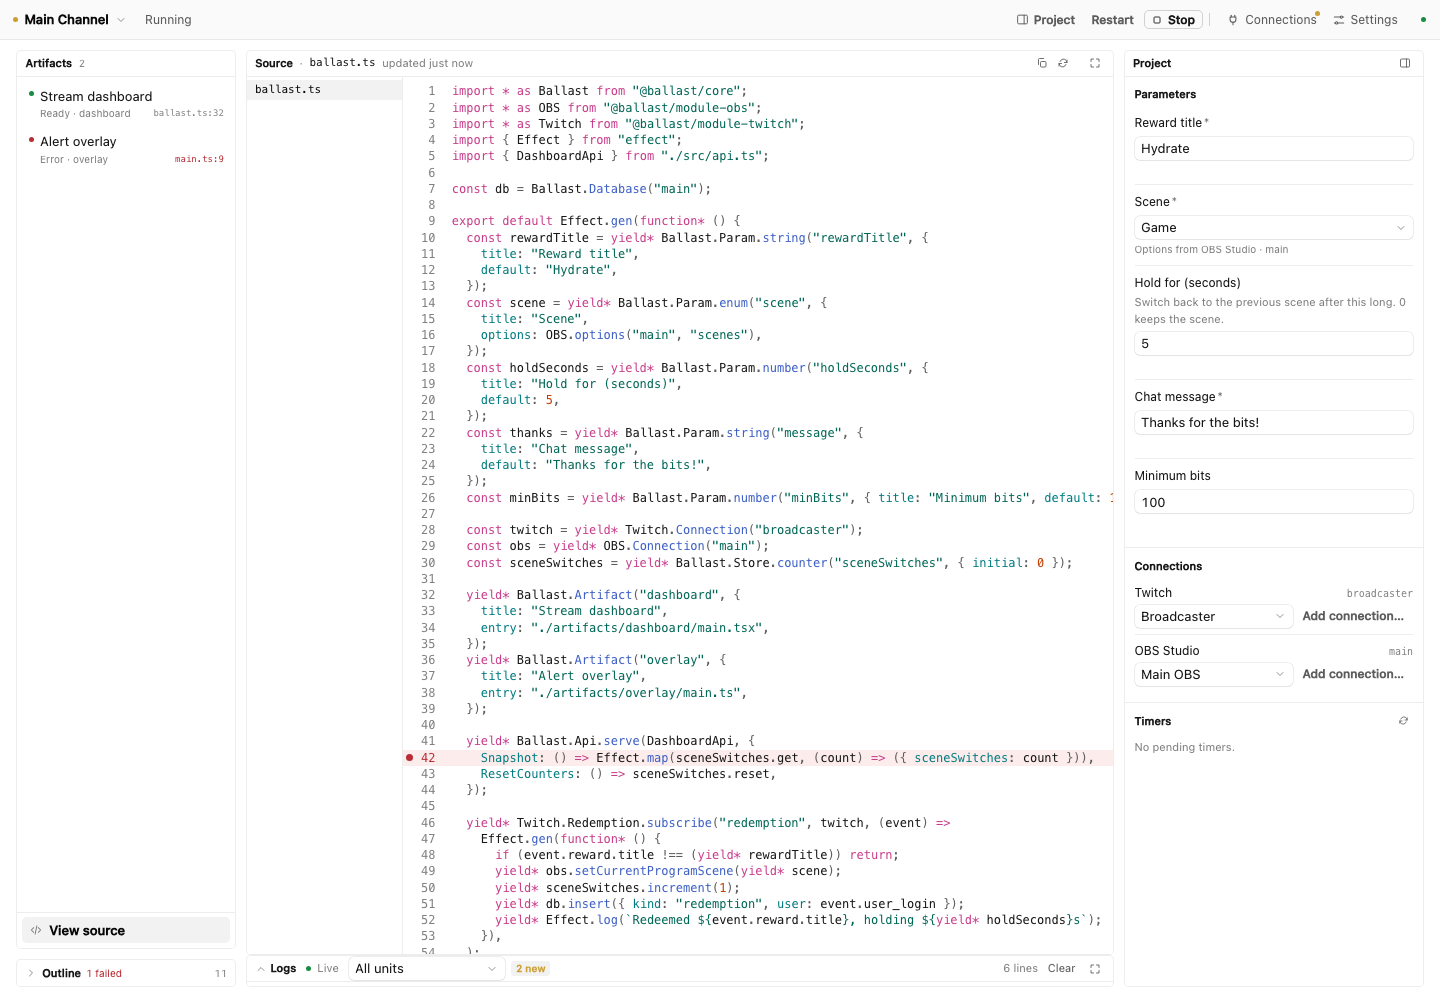 Main Channel
Running
Project
Restart
Stop
Connections
Settings
Artifacts 2
Stream dashboard
Ready · dashboard ballast.ts:32
Alert overlay
Error · overlay main.ts:9
View source
Outline 1 failed 11
Source · ballast.ts updated just now
ballast.ts
1 import * as Ballast from "@ballast/core";
2 import * as OBS from "@ballast/module-obs";
3 import * as Twitch from "@ballast/module-twitch";
4 import { Effect } from "effect";
5 import { DashboardApi } from "./src/api.ts";
6
7 const db = Ballast.Database("main");
8
9 export default Effect.gen(function* () {
10 const rewardTitle = yield* Ballast.Param.string("rewardTitle", {
11 title: "Reward title",
12 default: "Hydrate",
13 });
14 const scene = yield* Ballast.Param.enum("scene", {
15 title: "Scene",
16 options: OBS.options("main", "scenes"),
17 });
18 const holdSeconds = yield* Ballast.Param.number("holdSeconds", {
19 title: "Hold for (seconds)",
20 default: 5,
21 });
22 const thanks = yield* Ballast.Param.string("message", {
23 title: "Chat message",
24 default: "Thanks for the bits!",
25 });
26 const minBits = yield* Ballast.Param.number("minBits", { title: "Minimum bits", default:
27
28 const twitch = yield* Twitch.Connection("broadcaster");
29 const obs = yield* OBS.Connection("main");
30 const sceneSwitches = yield* Ballast.Store.counter("sceneSwitches", { initial: 0 });
31
32 yield* Ballast.Artifact("dashboard", {
33 title: "Stream dashboard",
34 entry: "./artifacts/dashboard/main.tsx",
35 });
36 yield* Ballast.Artifact("overlay", {
37 title: "Alert overlay",
38 entry: "./artifacts/overlay/main.ts",
39 });
40
41 yield* Ballast.Api.serve(DashboardApi, {
42 Snapshot: () => Effect.map(sceneSwitches.get, (count) => ({ sceneSwitches: count })),
43 ResetCounters: () => sceneSwitches.reset,
44 });
45
46 yield* Twitch.Redemption.subscribe("redemption", twitch, (event) =>
47 Effect.gen(function* () {
48 if (event.reward.title !== (yield* rewardTitle)) return;
49 yield* obs.setCurrentProgramScene(yield* scene);
50 yield* sceneSwitches.increment(1);
51 yield* db.insert({ kind: "redemption", user: event.user_login });
52 yield* Effect.log(`Redeemed ${event.reward.title}, holding ${yield* holdSeconds}s`);
53 }),
54 );
Logs Live All units 2 new 6 lines Clear
Project
Parameters
Reward title*
Hydrate
Scene*
Game
Options from OBS Studio · main
Hold for (seconds)
Switch back to the previous scene after this long. 0
keeps the scene.
5
Chat message*
Thanks for the bits!
Minimum bits
100
Connections
Twitch broadcaster
Broadcaster Add connection...
OBS Studio main
Main OBS Add connection...
Timers
No pending timers.